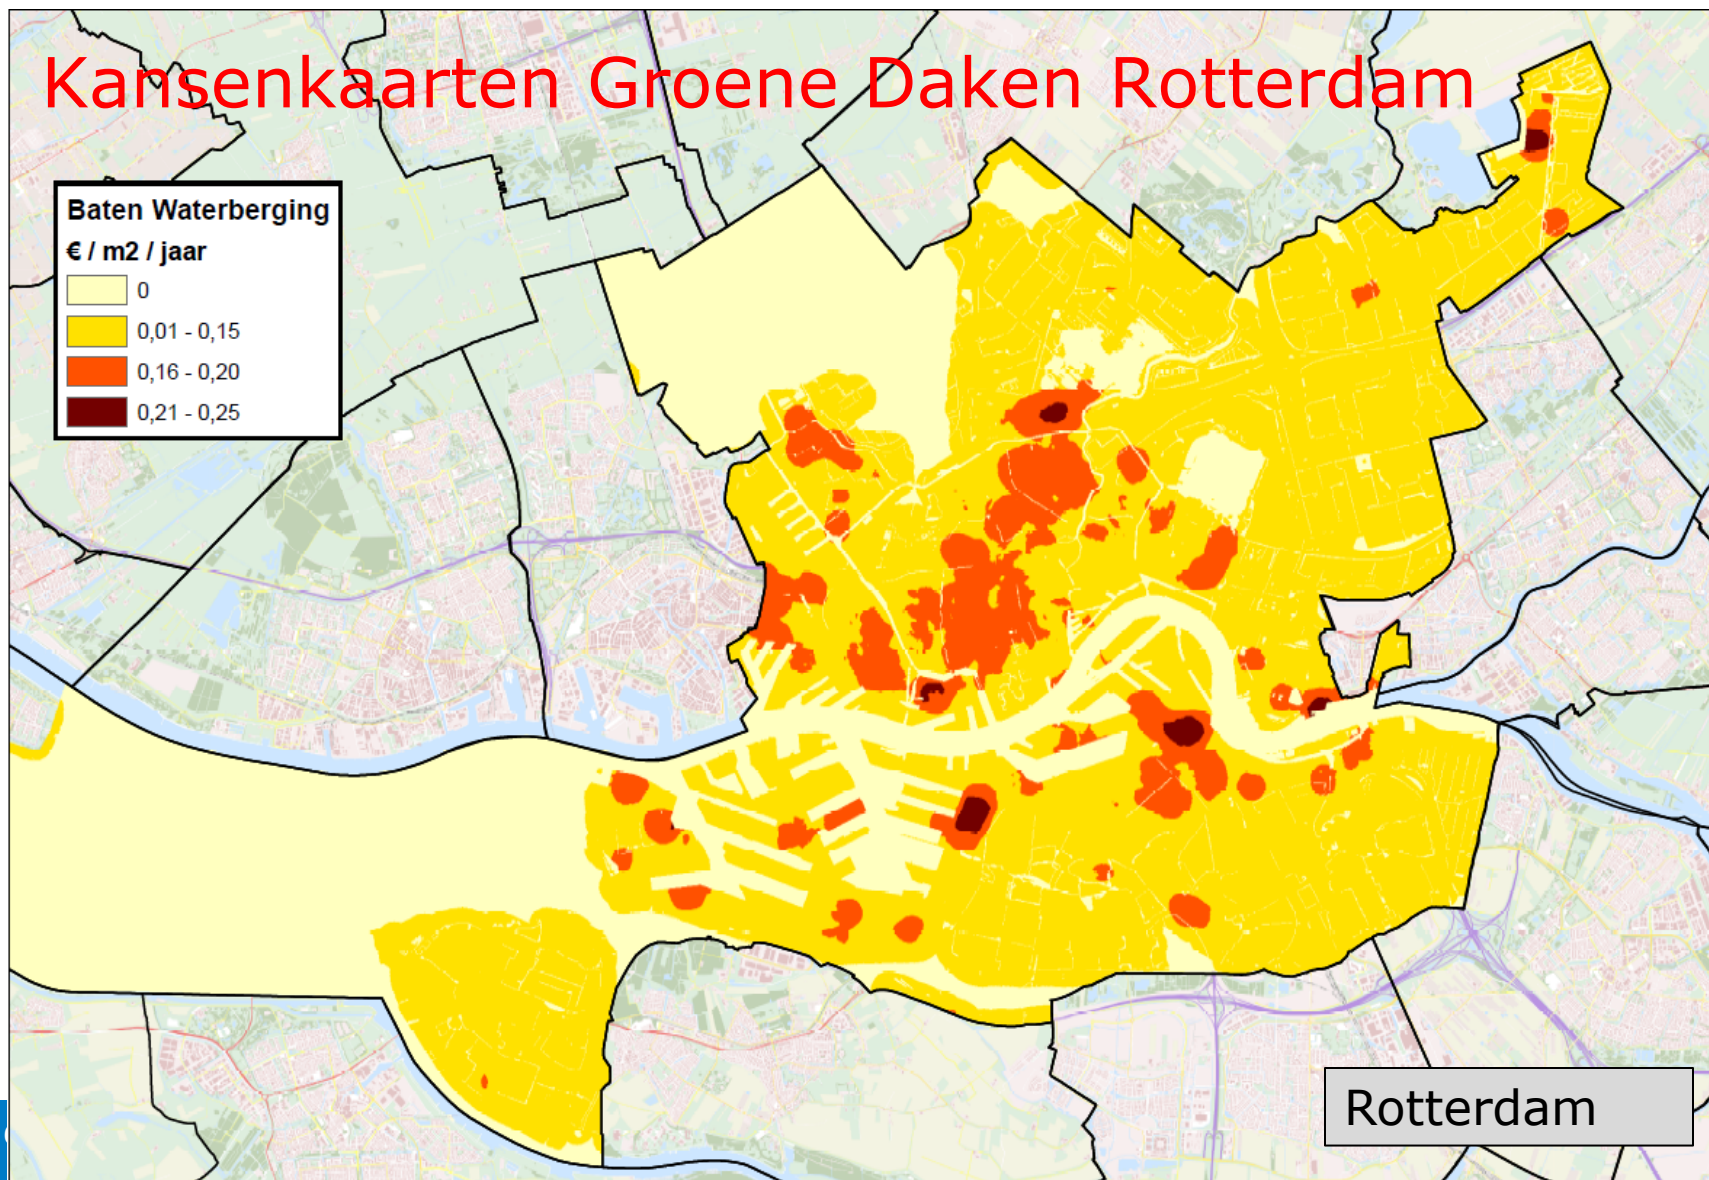 Kansenkaarten Groene Daken Rotterdam
Baten Waterberging
€ / m2 / jaar
0
0,01 - 0,15
0,16 - 0,20
0,21 - 0,25
Rotterdam